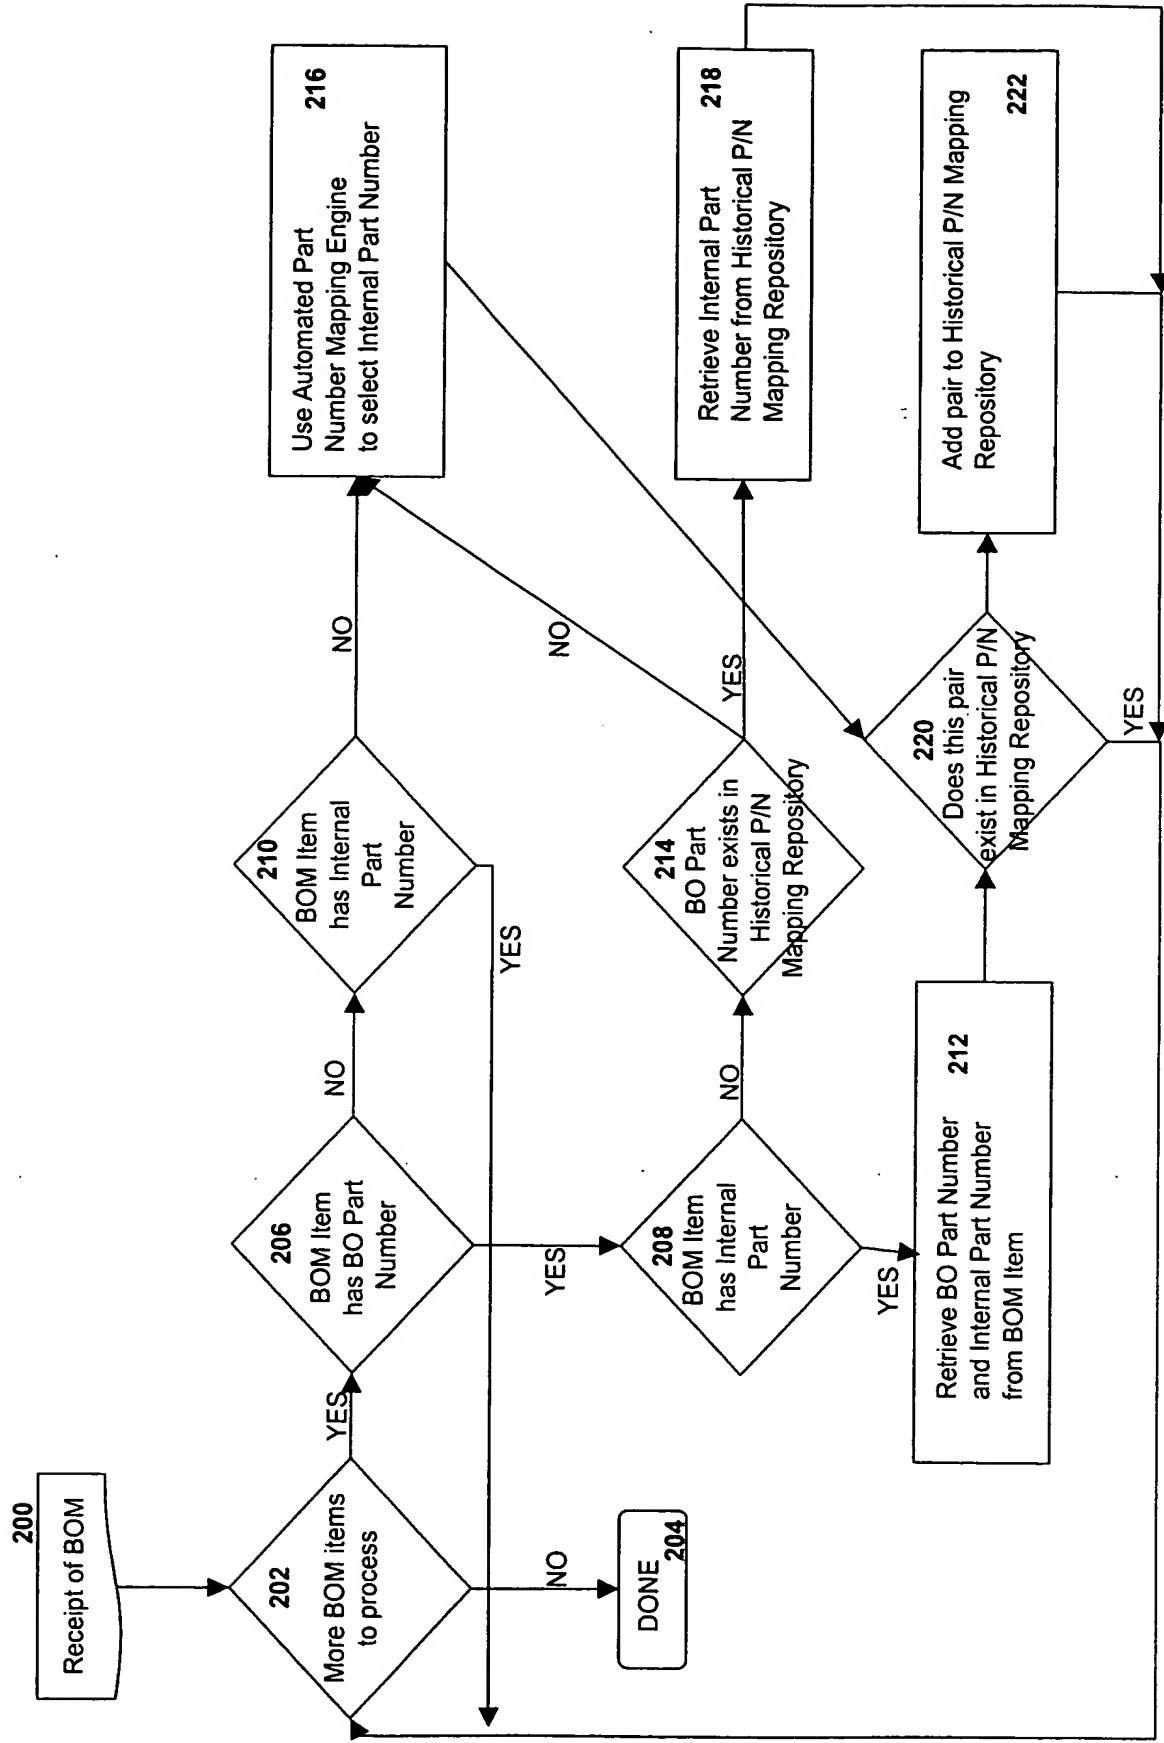 200
Receipt of BOM
202
More BOM items
to process
YES
NO
DONE
204
206
BOM Item
has BO Part
Number
NO
YES
210
BOM Item
has Internal
Part
Number
NO
YES
Use Automated Part
216
Number Mapping Engine
to select Internal Part Number
208
BOM Item
has Internal
Part
Number
NO
YES
214
BO Part
Number exists in
Historical P/N
Mapping Repository
NO
YES
Retrieve Internal Part
218
Number from Historical P/N
Mapping Repository
Retrieve BO Part Number
212
and Internal Part Number
from BOM Item
220
Does this pair
exist in Historical P/N
Mapping Repository
YES
Add pair to Historical P/N Mapping
Repository
222